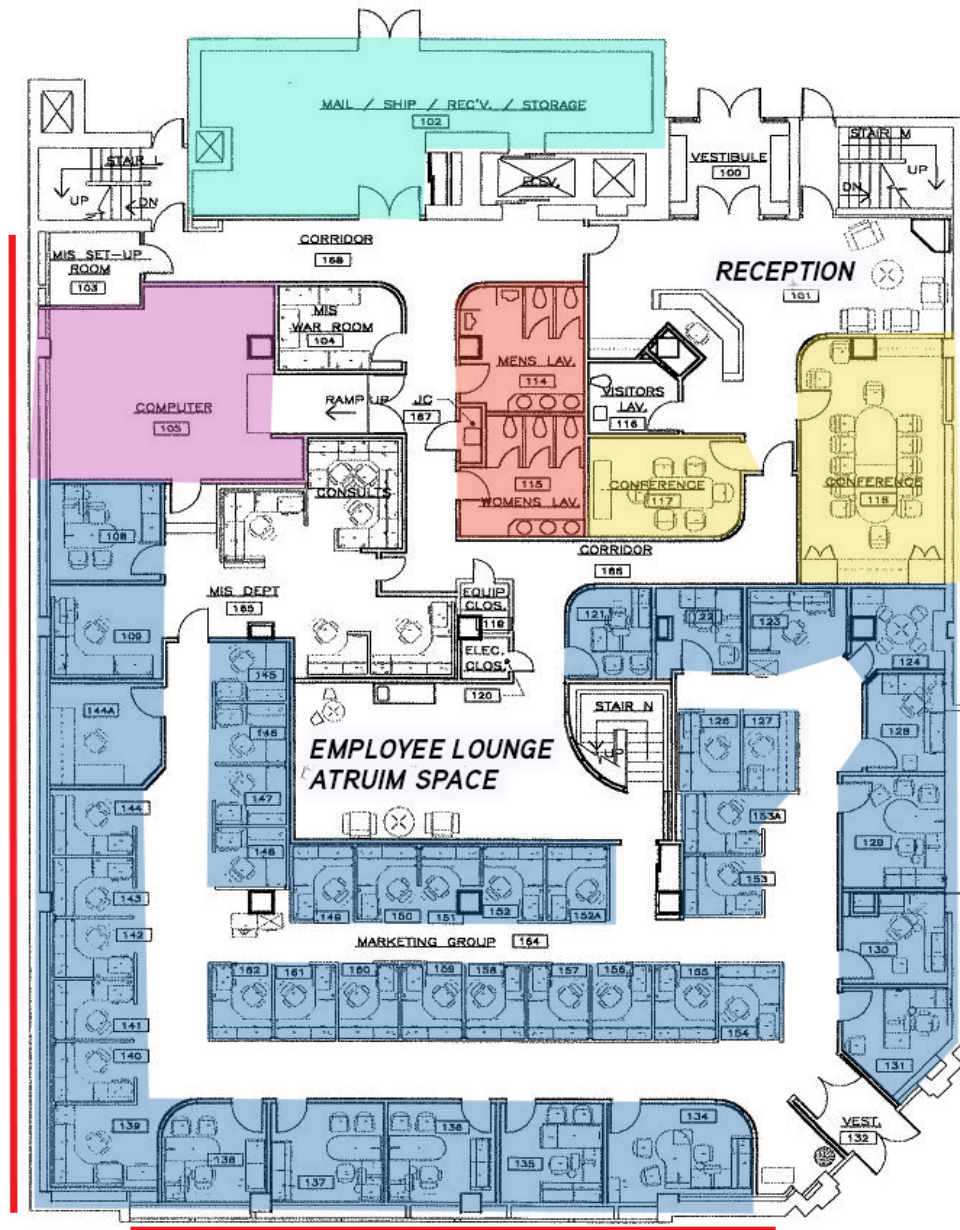 MAIL / SHIP / REC'V. / STORAGE
102
STAIR L
UP
DN
ELEV.
VESTIBULE
100
STAIR M
UP
DN
CORRIDOR
168
MIS SET-UP
ROOM
103
RECEPTION
101
MIS
WAR ROOM
104
MENS LAV.
114
COMPUTER
105
RAMP UP
JC
167
VISITORS
LAV.
116
CONSULTS
115
WOMENS LAV.
CONFERENCE
117
CONFERENCE
118
108
CORRIDOR
166
MIS DEPT
165
EQUIP
CLOS.
119
109
121
122
123
124
ELEC.
CLOS.
120
145
144A
STAIR N
UP
146
126
127
128
EMPLOYEE LOUNGE
ATRUIM SPACE
147
144
153A
148
129
153
143
149
150
151
152
152A
142
MARKETING GROUP
164
130
162
161
160
159
158
157
156
155
141
154
140
131
139
138
137
136
135
134
VEST.
132